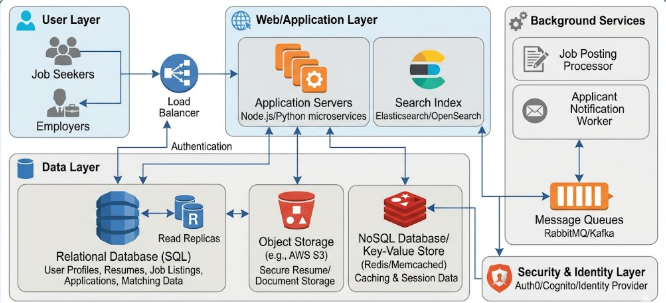 User Layer
Job Seekers
Employers
Load
Balancer
Authentication
Web/Application Layer
Application Servers
Node.js/Python microservices
Search Index
Elasticsearch/OpenSearch
Background Services
Job Posting
Processor
Applicant
Notification
Worker
Message Queues
RabbitMQ/Kafka
Data Layer
Relational Database (SQL)
User Profiles, Resumes, Job Listings,
Applications, Matching Data
R
Read Replicas
Object Storage
(e.g., AWS S3)
Secure Resume/
Document Storage
NoSQL Database/
Key-Value Store
(Redis/Memcached)
Caching & Session Data
Security & Identity Layer
Auth0/Cognito/Identity Provider